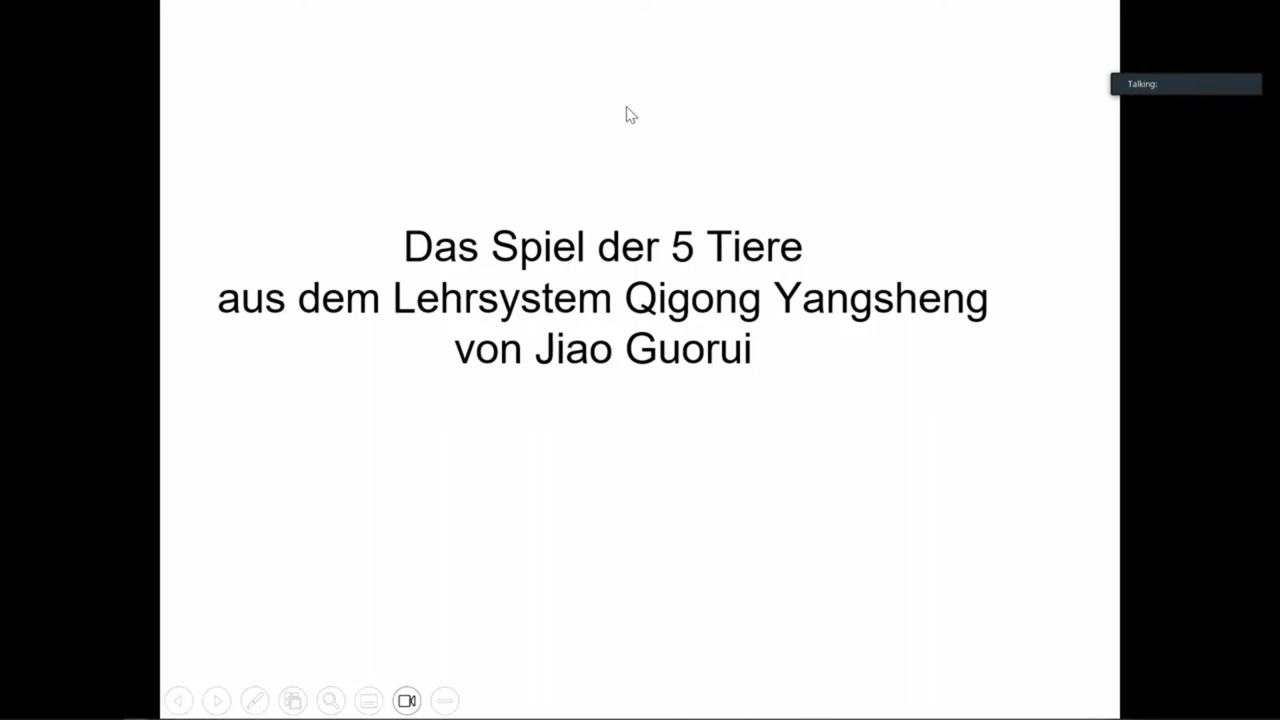 Talking:
Das Spiel der 5 Tiere
aus dem Lehrsystem Qigong Yangsheng
von Jiao Guorui